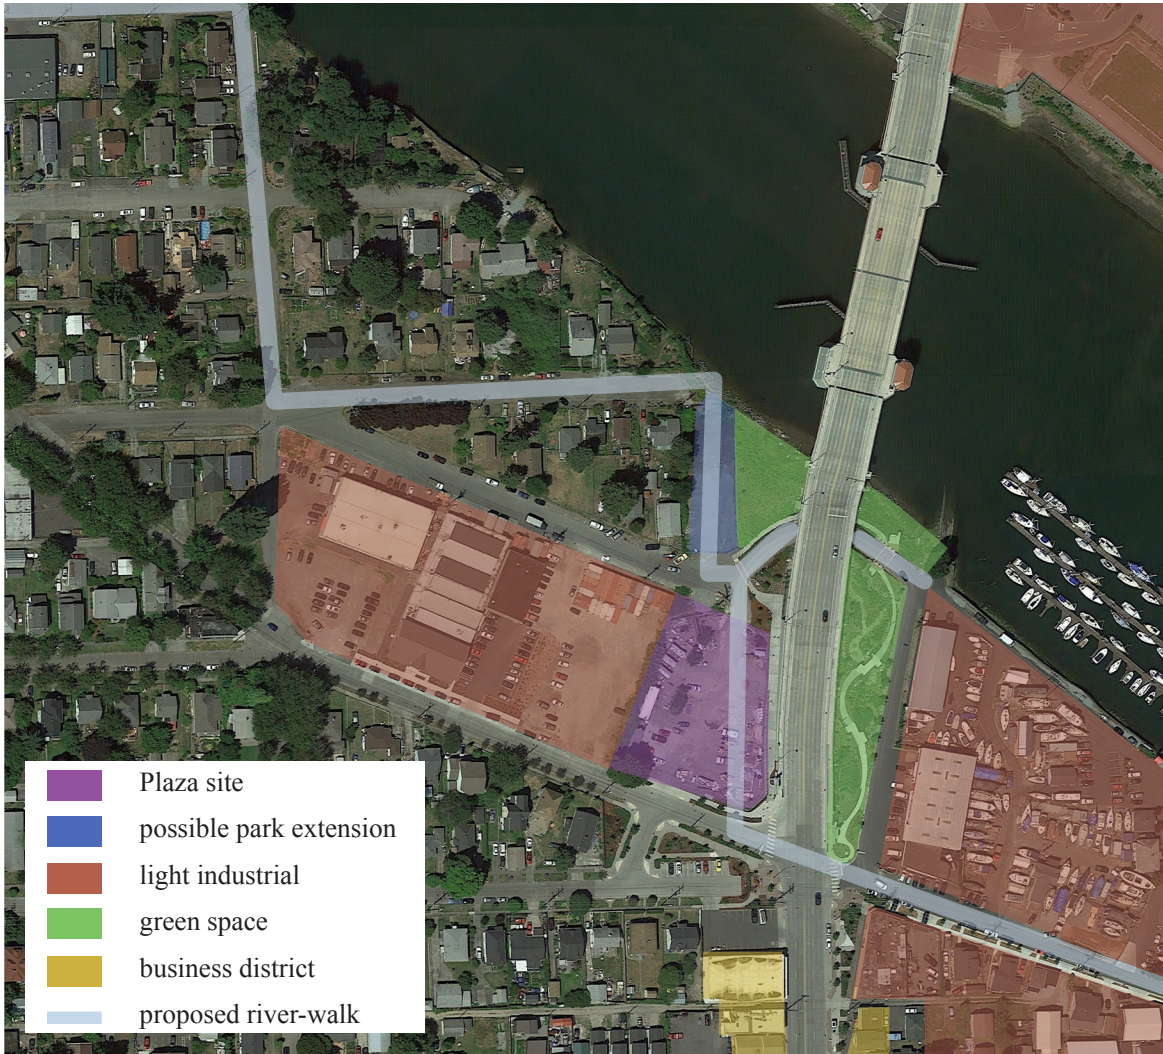 Plaza site
possible park extension
light industrial
green space
business district
proposed river-walk